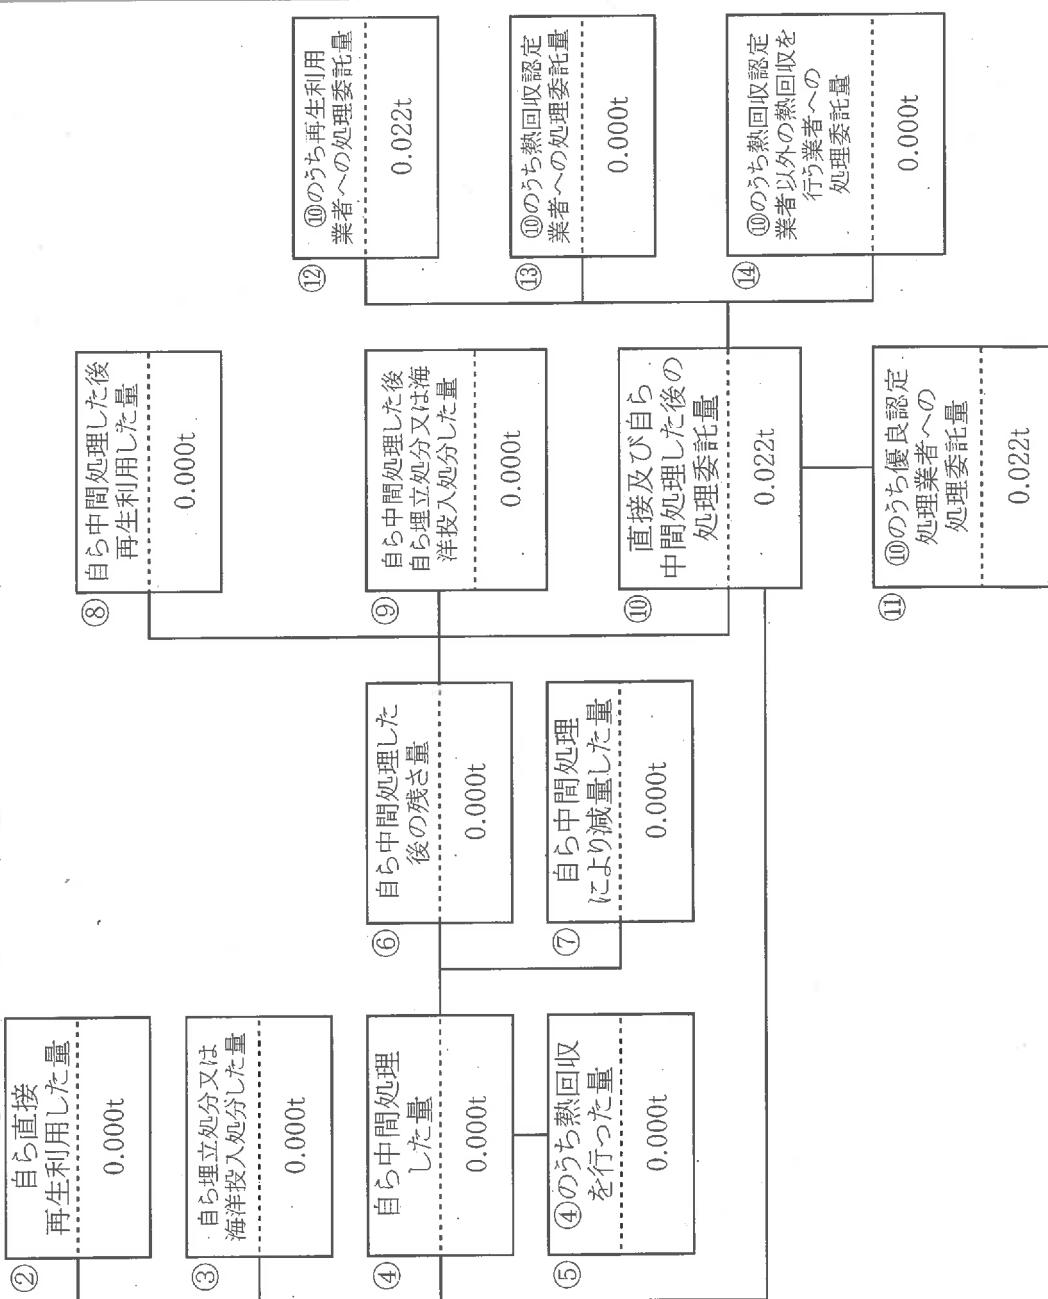 ②
自ら直接
再生利用した量
0.000t
③
自ら埋立処分又は
海洋投入処分した量
0.000t
④
自ら中間処理
した量
0.000t
⑤
④のうち熱回収
を行った量
0.000t
⑥
自ら中間処理した
後の残さ量
0.000t
⑦
自ら中間処理
により減量した量
0.000t
⑧
自ら中間処理した後
再生利用した量
0.000t
⑨
自ら中間処理した後
自ら埋立処分又は海
洋投入処分した量
0.000t
⑩
直接及び自ら
中間処理した後の
処理委託量
0.022t
⑪
⑩のうち優良認定
処理業者への
処理委託量
0.022t
⑫
⑩のうち再生利用
業者への処理委託量
0.022t
⑬
⑩のうち熱回収認定
業者への処理委託量
0.000t
⑭
⑩のうち熱回収認定
業者以外の熱回収を
行う業者への
処理委託量
0.000t